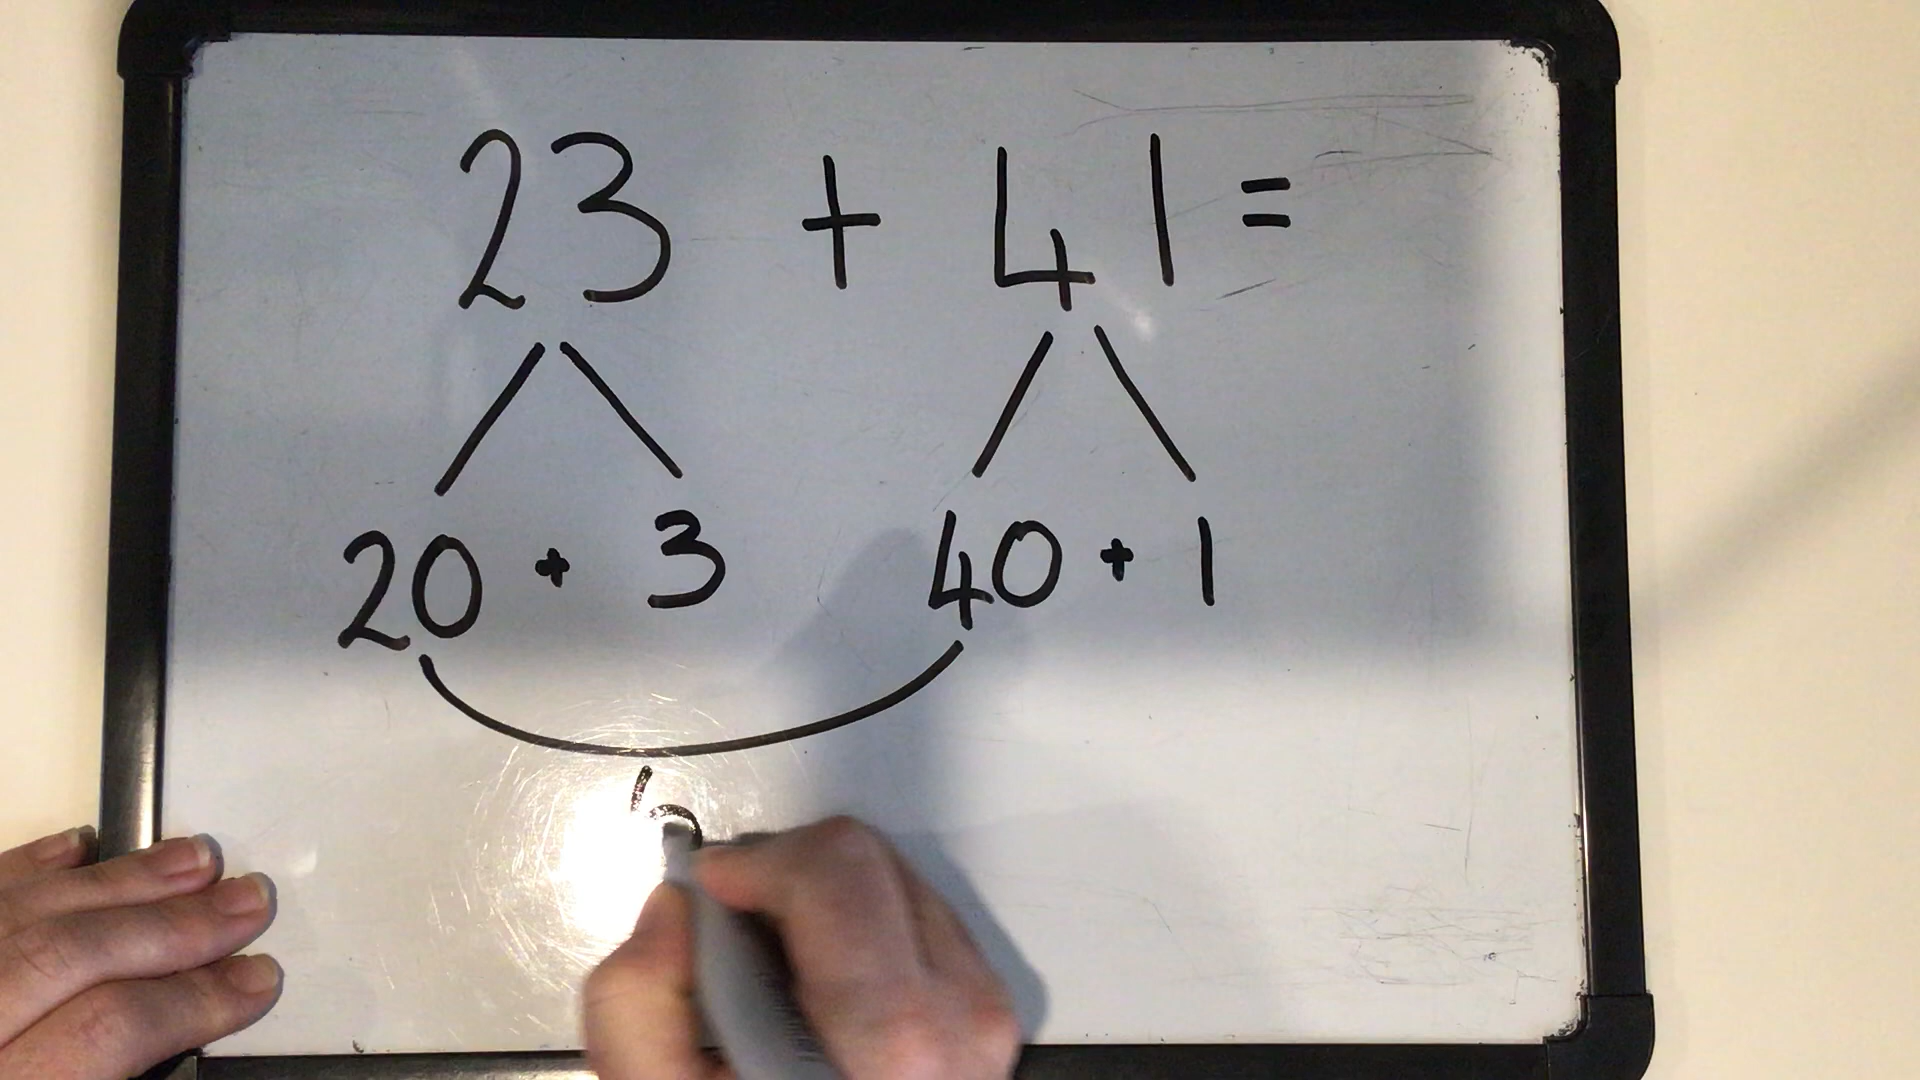 23 + 41 =
20 + 3 40 + 1